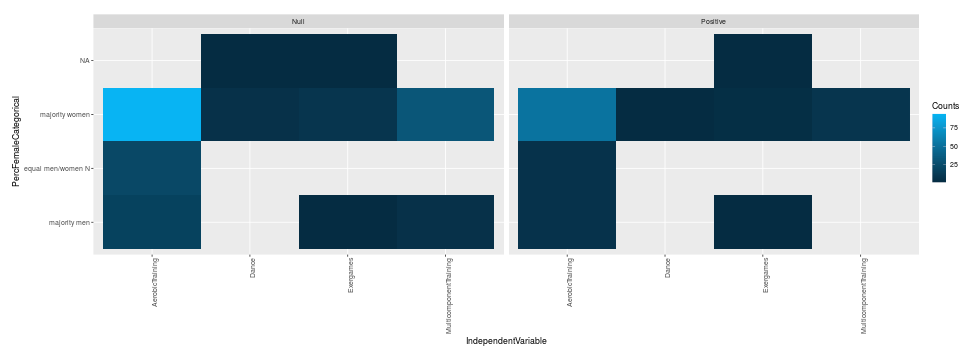 Null
Positive
PercFemaleCategorical
NA
majority women
equal men/women N
majority men
AerobicTraining
Dance
Exergames
MulticomponentTraining
AerobicTraining
Dance
Exergames
MulticomponentTraining
IndependentVariable
Counts
75
50
25